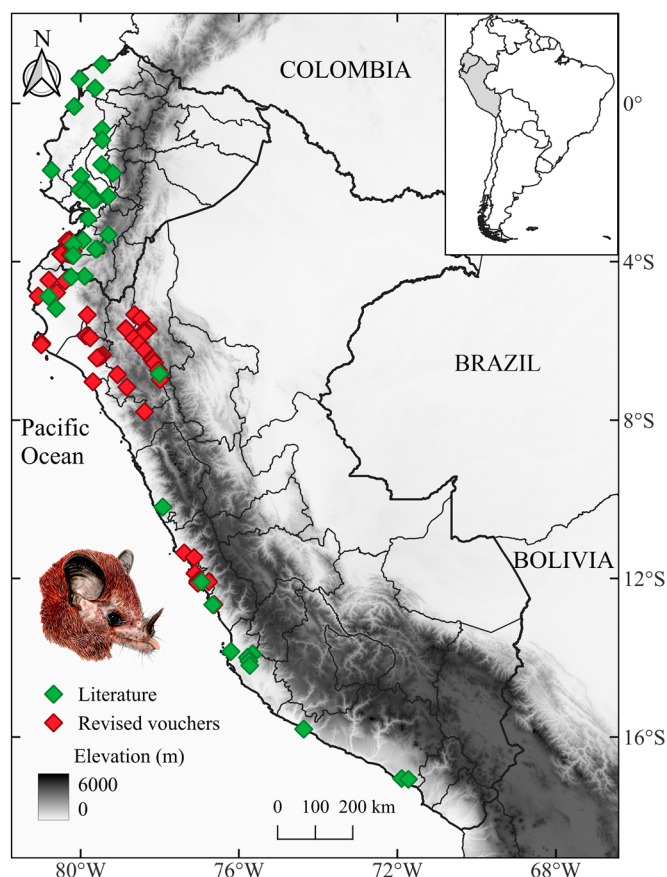 N
COLOMBIA
0°
4°S
BRAZIL
8°S
Pacific
Ocean
BOLIVIA
12°S
Literature
Revised vouchers
16°S
Elevation (m)
6000
0
0 100 200 km
80°W 76°W 72°W 68°W